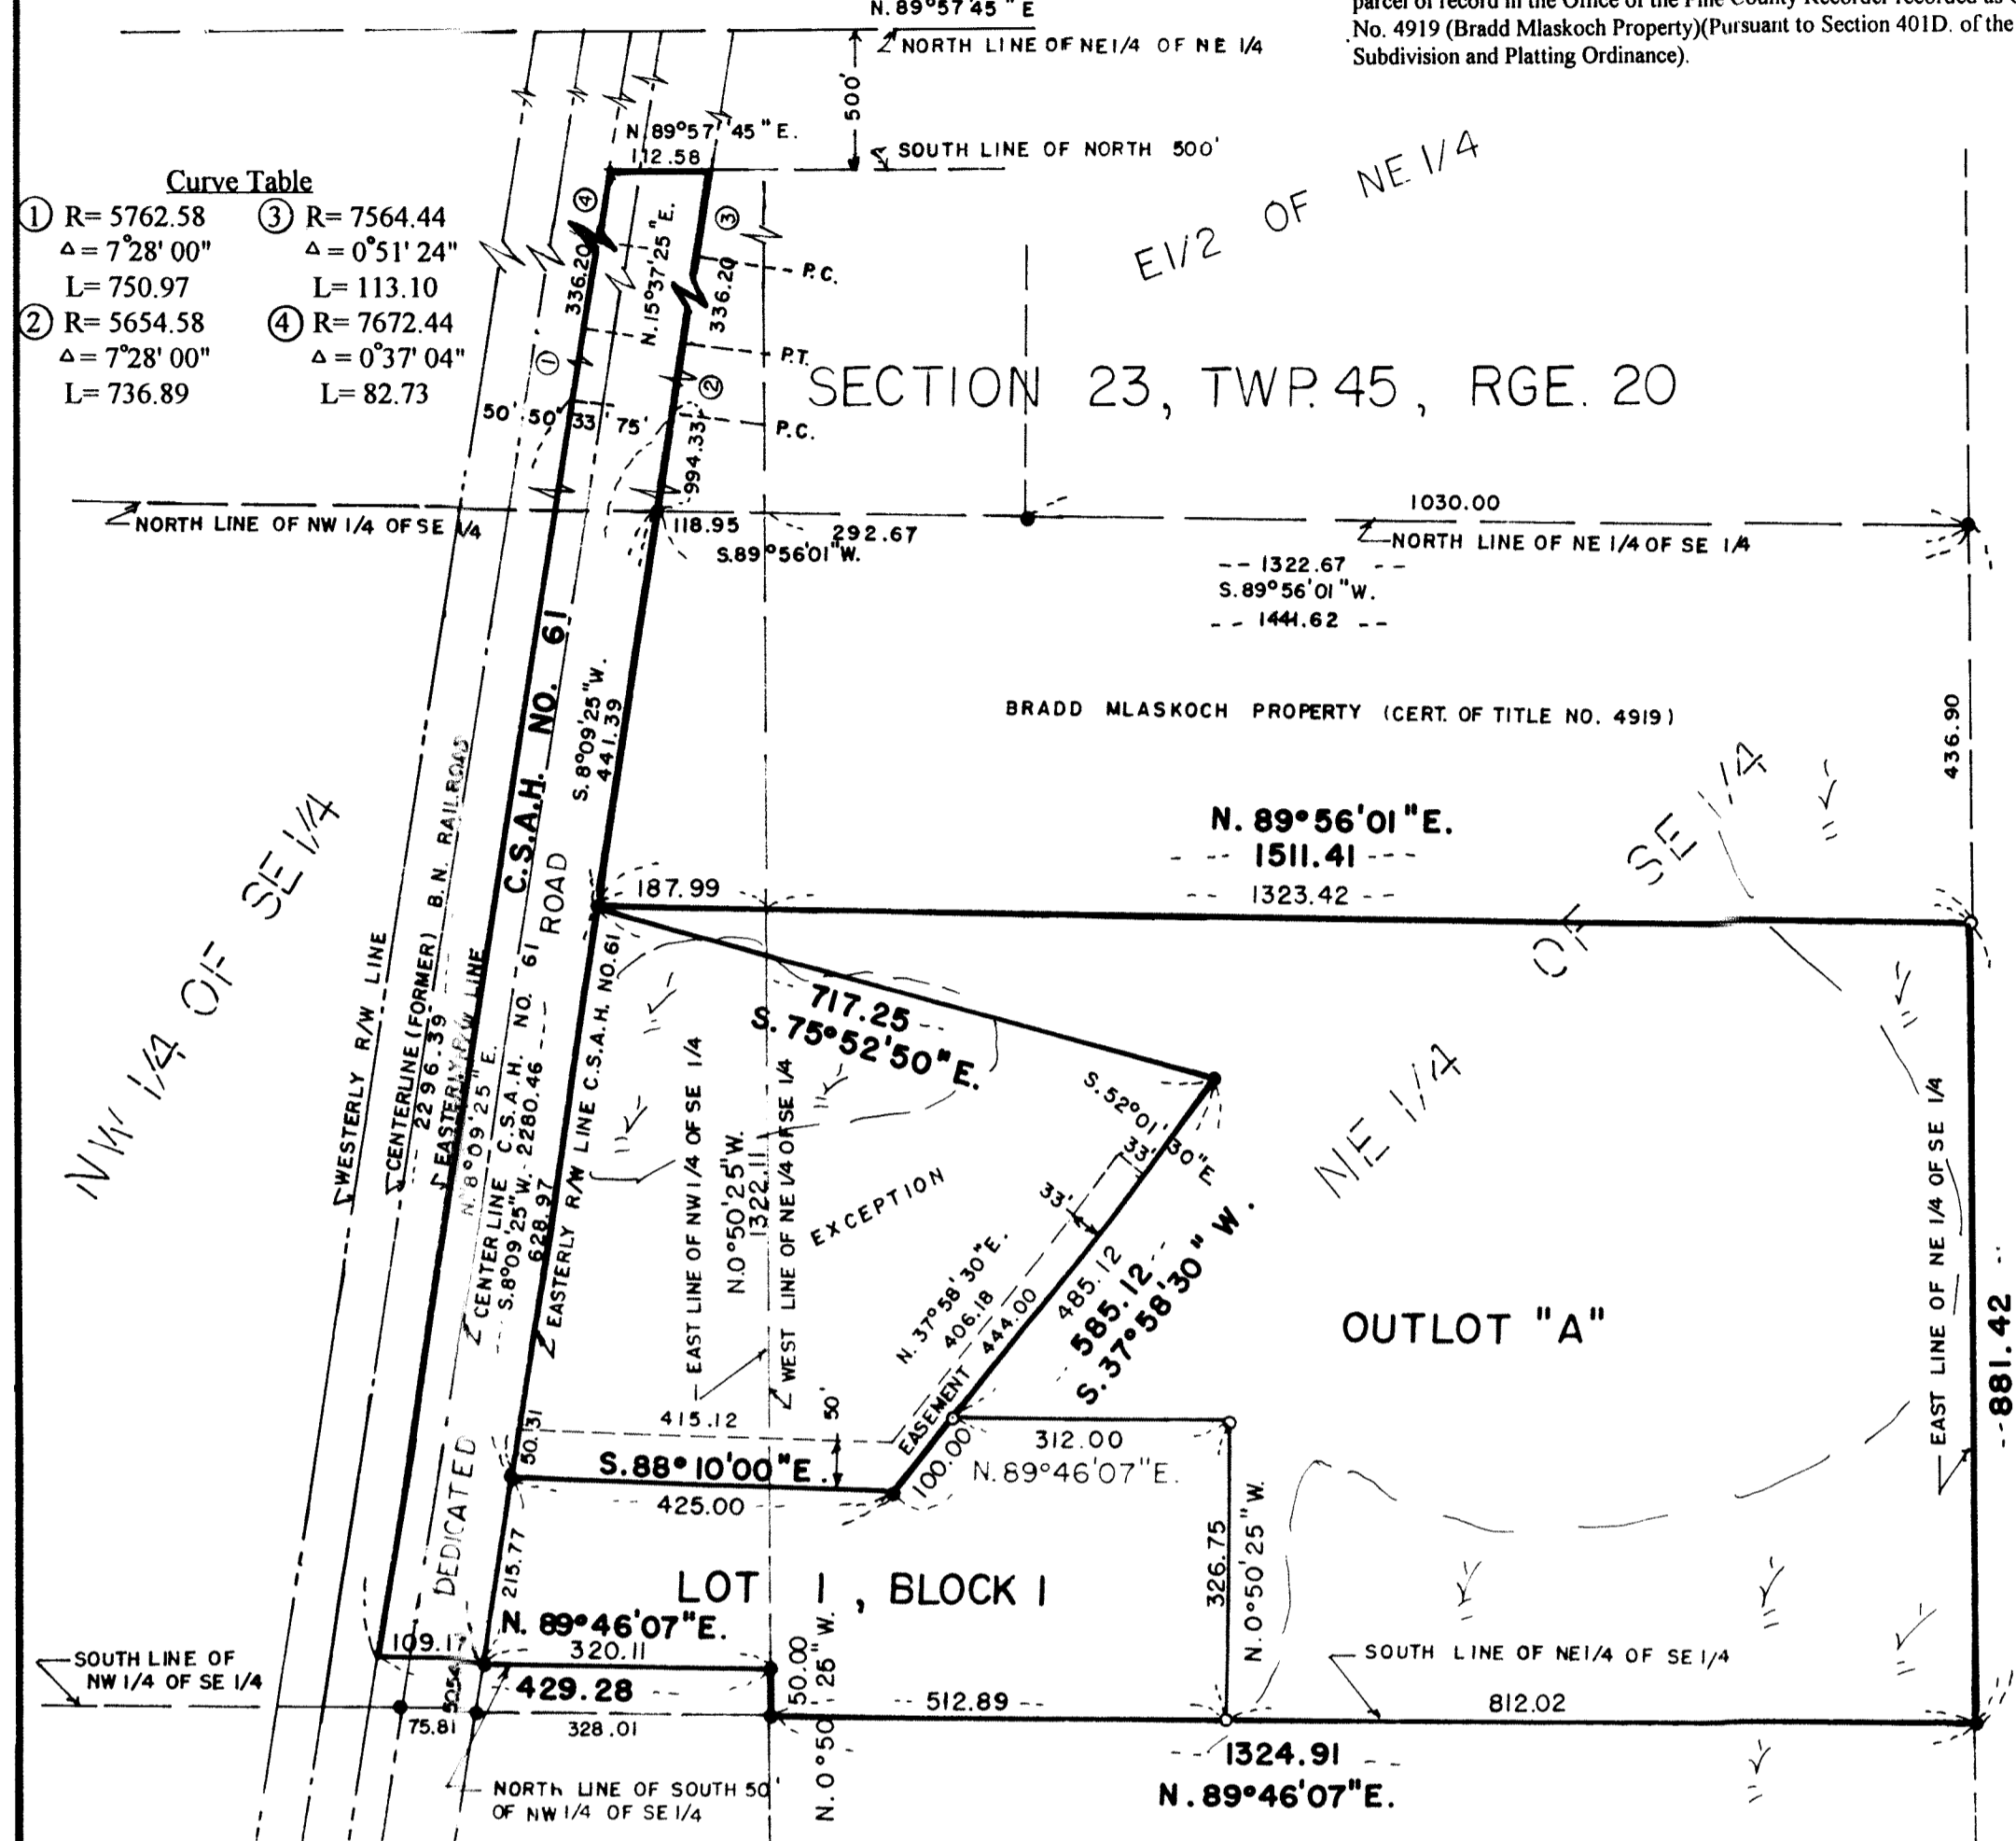 N. 89°57'45" E
NORTH LINE OF NE 1/4 OF NE 1/4
No. 4919 (Bradd Mlaskoch Property)(Pursuant to Section 401D. of the
Subdivision and Platting Ordinance).
500'
N. 89°57'45" E.
112.58
SOUTH LINE OF NORTH 500'
Curve Table
① R= 5762.58
Δ = 7°28' 00"
L= 750.97
② R= 5654.58
Δ = 7°28' 00"
L= 736.89
③ R= 7564.44
Δ = 0°51' 24"
L= 113.10
④ R= 7672.44
Δ = 0°37' 04"
L= 82.73
④
③
336.20
N. 15°37'25" E.
336.20
P.C.
P.T.
①
②
P.C.
50' 50' 33' 75'
994.33
E 1/2 OF NE 1/4
SECTION 23, TWP. 45, RGE. 20
NORTH LINE OF NW 1/4 OF SE 1/4
118.95
292.67
S. 89°56'01" W.
1030.00
NORTH LINE OF NE 1/4 OF SE 1/4
-- 1322.67 --
S. 89°56'01" W.
-- 1441.62 --
C.S.A.H. NO. 61
S. 8°09'25" W.
441.39
BRADD MLASKOCH PROPERTY (CERT. OF TITLE NO. 4919)
436.90
NW 1/4 OF SE 1/4
NE 1/4 OF SE 1/4
N. 89°56'01" E.
-- 1511.41 ---
-- 1323.42 --
187.99
WESTERLY R/W LINE
CENTERLINE (FORMER) B.N. RAILROAD
--- 2296.39 ---
EASTERLY R/W LINE
N. 8°09'25" E.
CENTER LINE C.S.A.H. NO. 61
S. 8°09'25" W. - 2280.46 ---
628.97
EASTERLY R/W LINE C.S.A.H. NO. 61
DEDICATED ROAD
717.25 --
S. 75°52'50" E.
EAST LINE OF NW 1/4 OF SE 1/4
N. 0°50'25" W.
1322.11
WEST LINE OF NE 1/4 OF SE 1/4
EXCEPTION
S. 52°01'30" E
33'
33'
N. 37°58'30" E.
406.18
444.00
EASEMENT
485.12
-- 585.12 --
S. 37°58'30" W.
OUTLOT "A"
EAST LINE OF NE 1/4 OF SE 1/4
-- 881.42 --
50.31
415.12
50'
S. 88°10'00" E.
-- 425.00 --
100.00
312.00
N. 89°46'07" E.
326.75
N. 0°50'25" W.
215.77
LOT 1, BLOCK 1
N. 89°46'07" E.
109.17
320.11
429.28 --
50.54
50.00
N. 0°50'25" W.
SOUTH LINE OF
NW 1/4 OF SE 1/4
75.81
328.01
-- 512.89 --
SOUTH LINE OF NE 1/4 OF SE 1/4
812.02
-- 1324.91 --
N. 89°46'07" E.
NORTH LINE OF SOUTH 50'
OF NW 1/4 OF SE 1/4